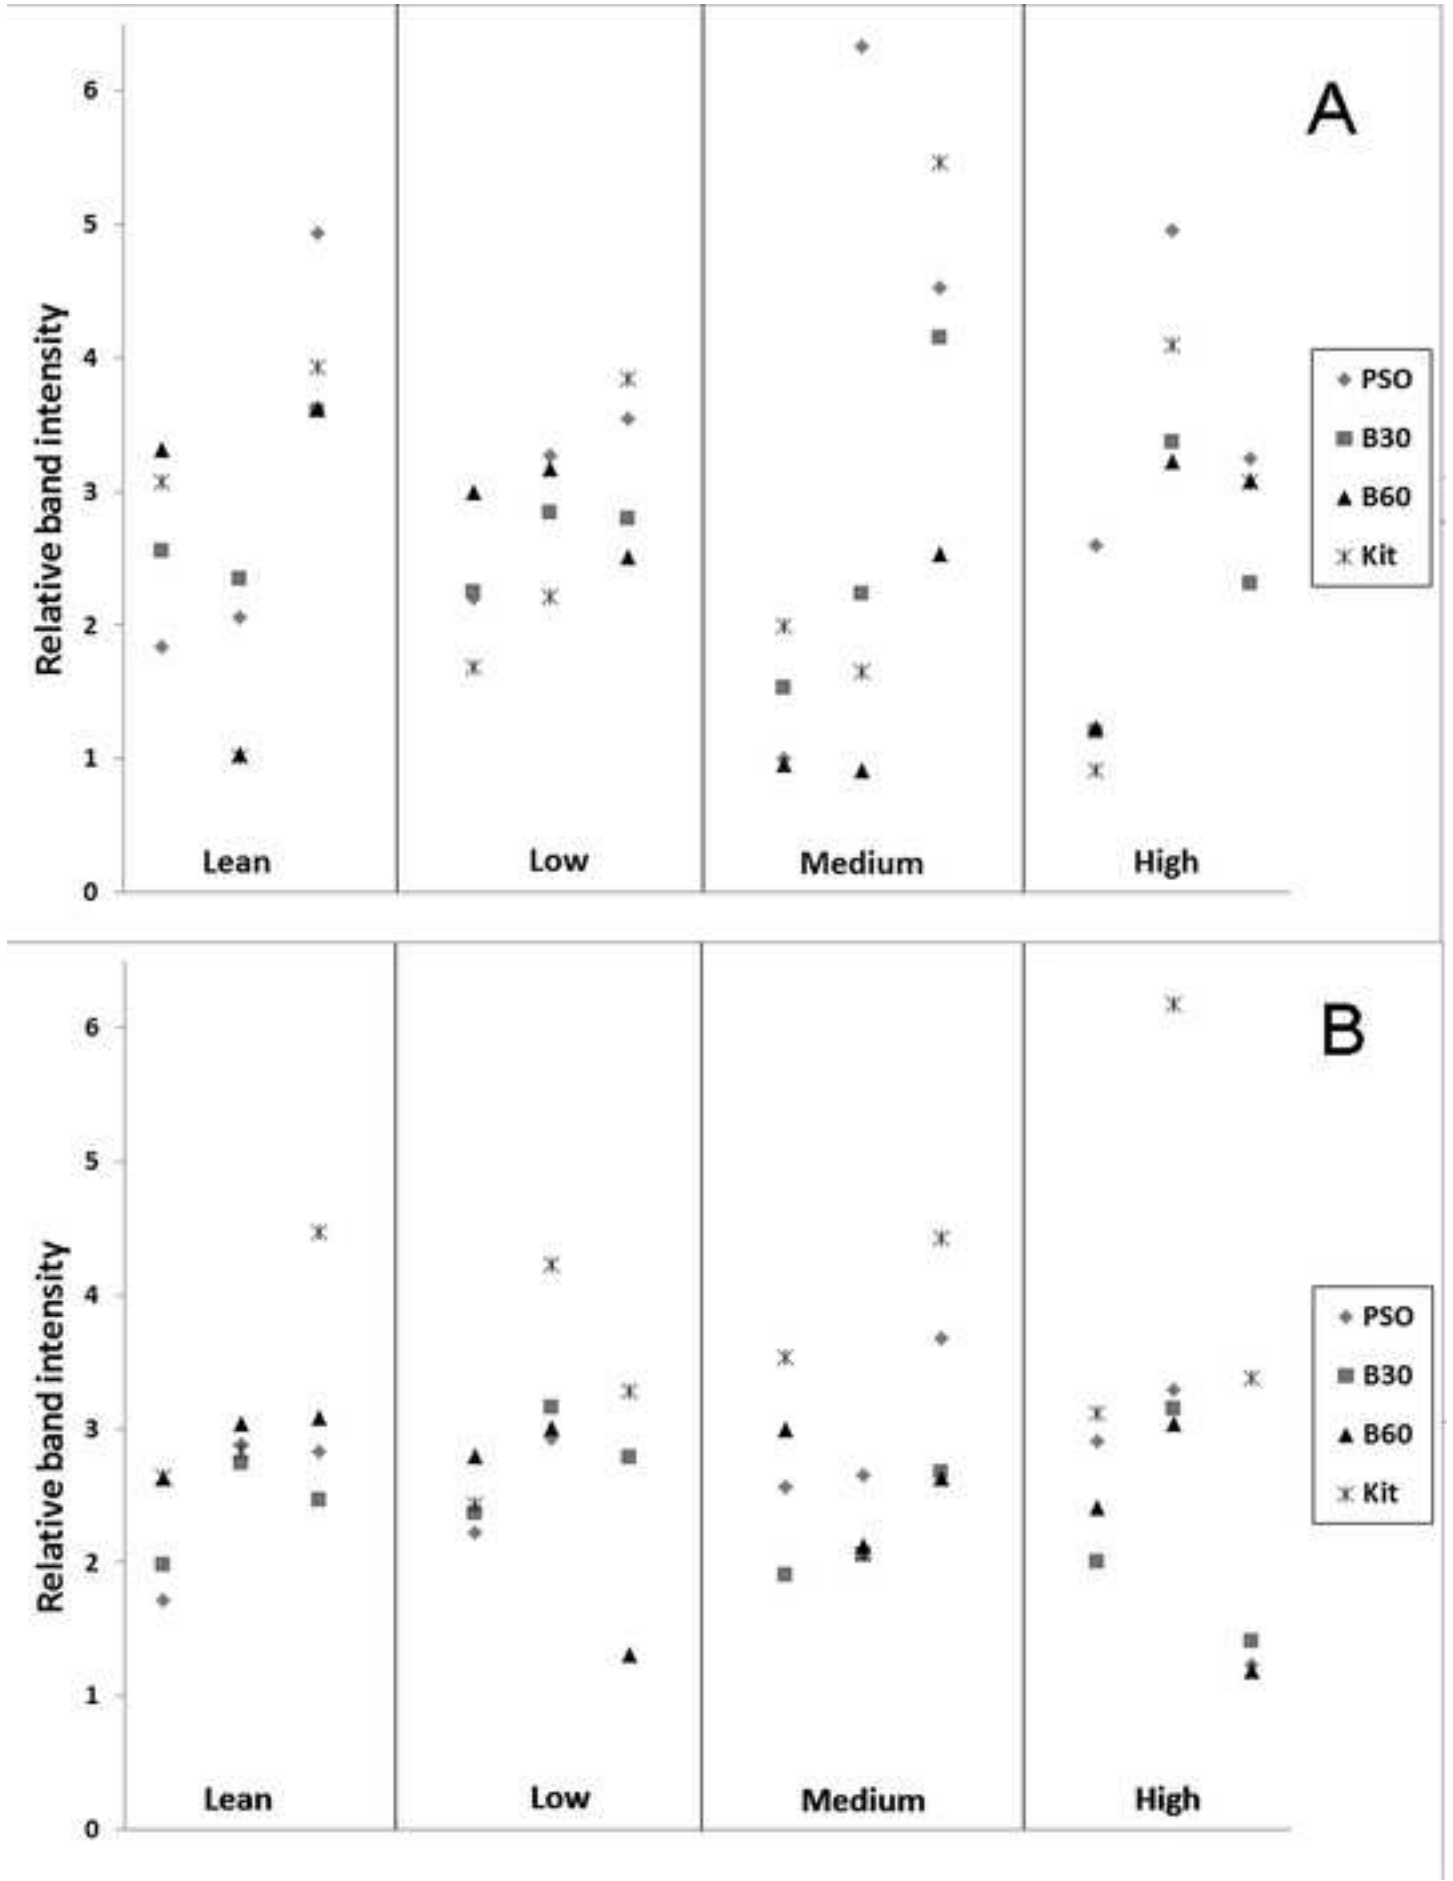 A
6
5
4
3
2
1
0
Relative band intensity
Lean
Low
Medium
High
PSO
B30
B60
Kit
B
6
5
4
3
2
1
0
Relative band intensity
Lean
Low
Medium
High
PSO
B30
B60
Kit